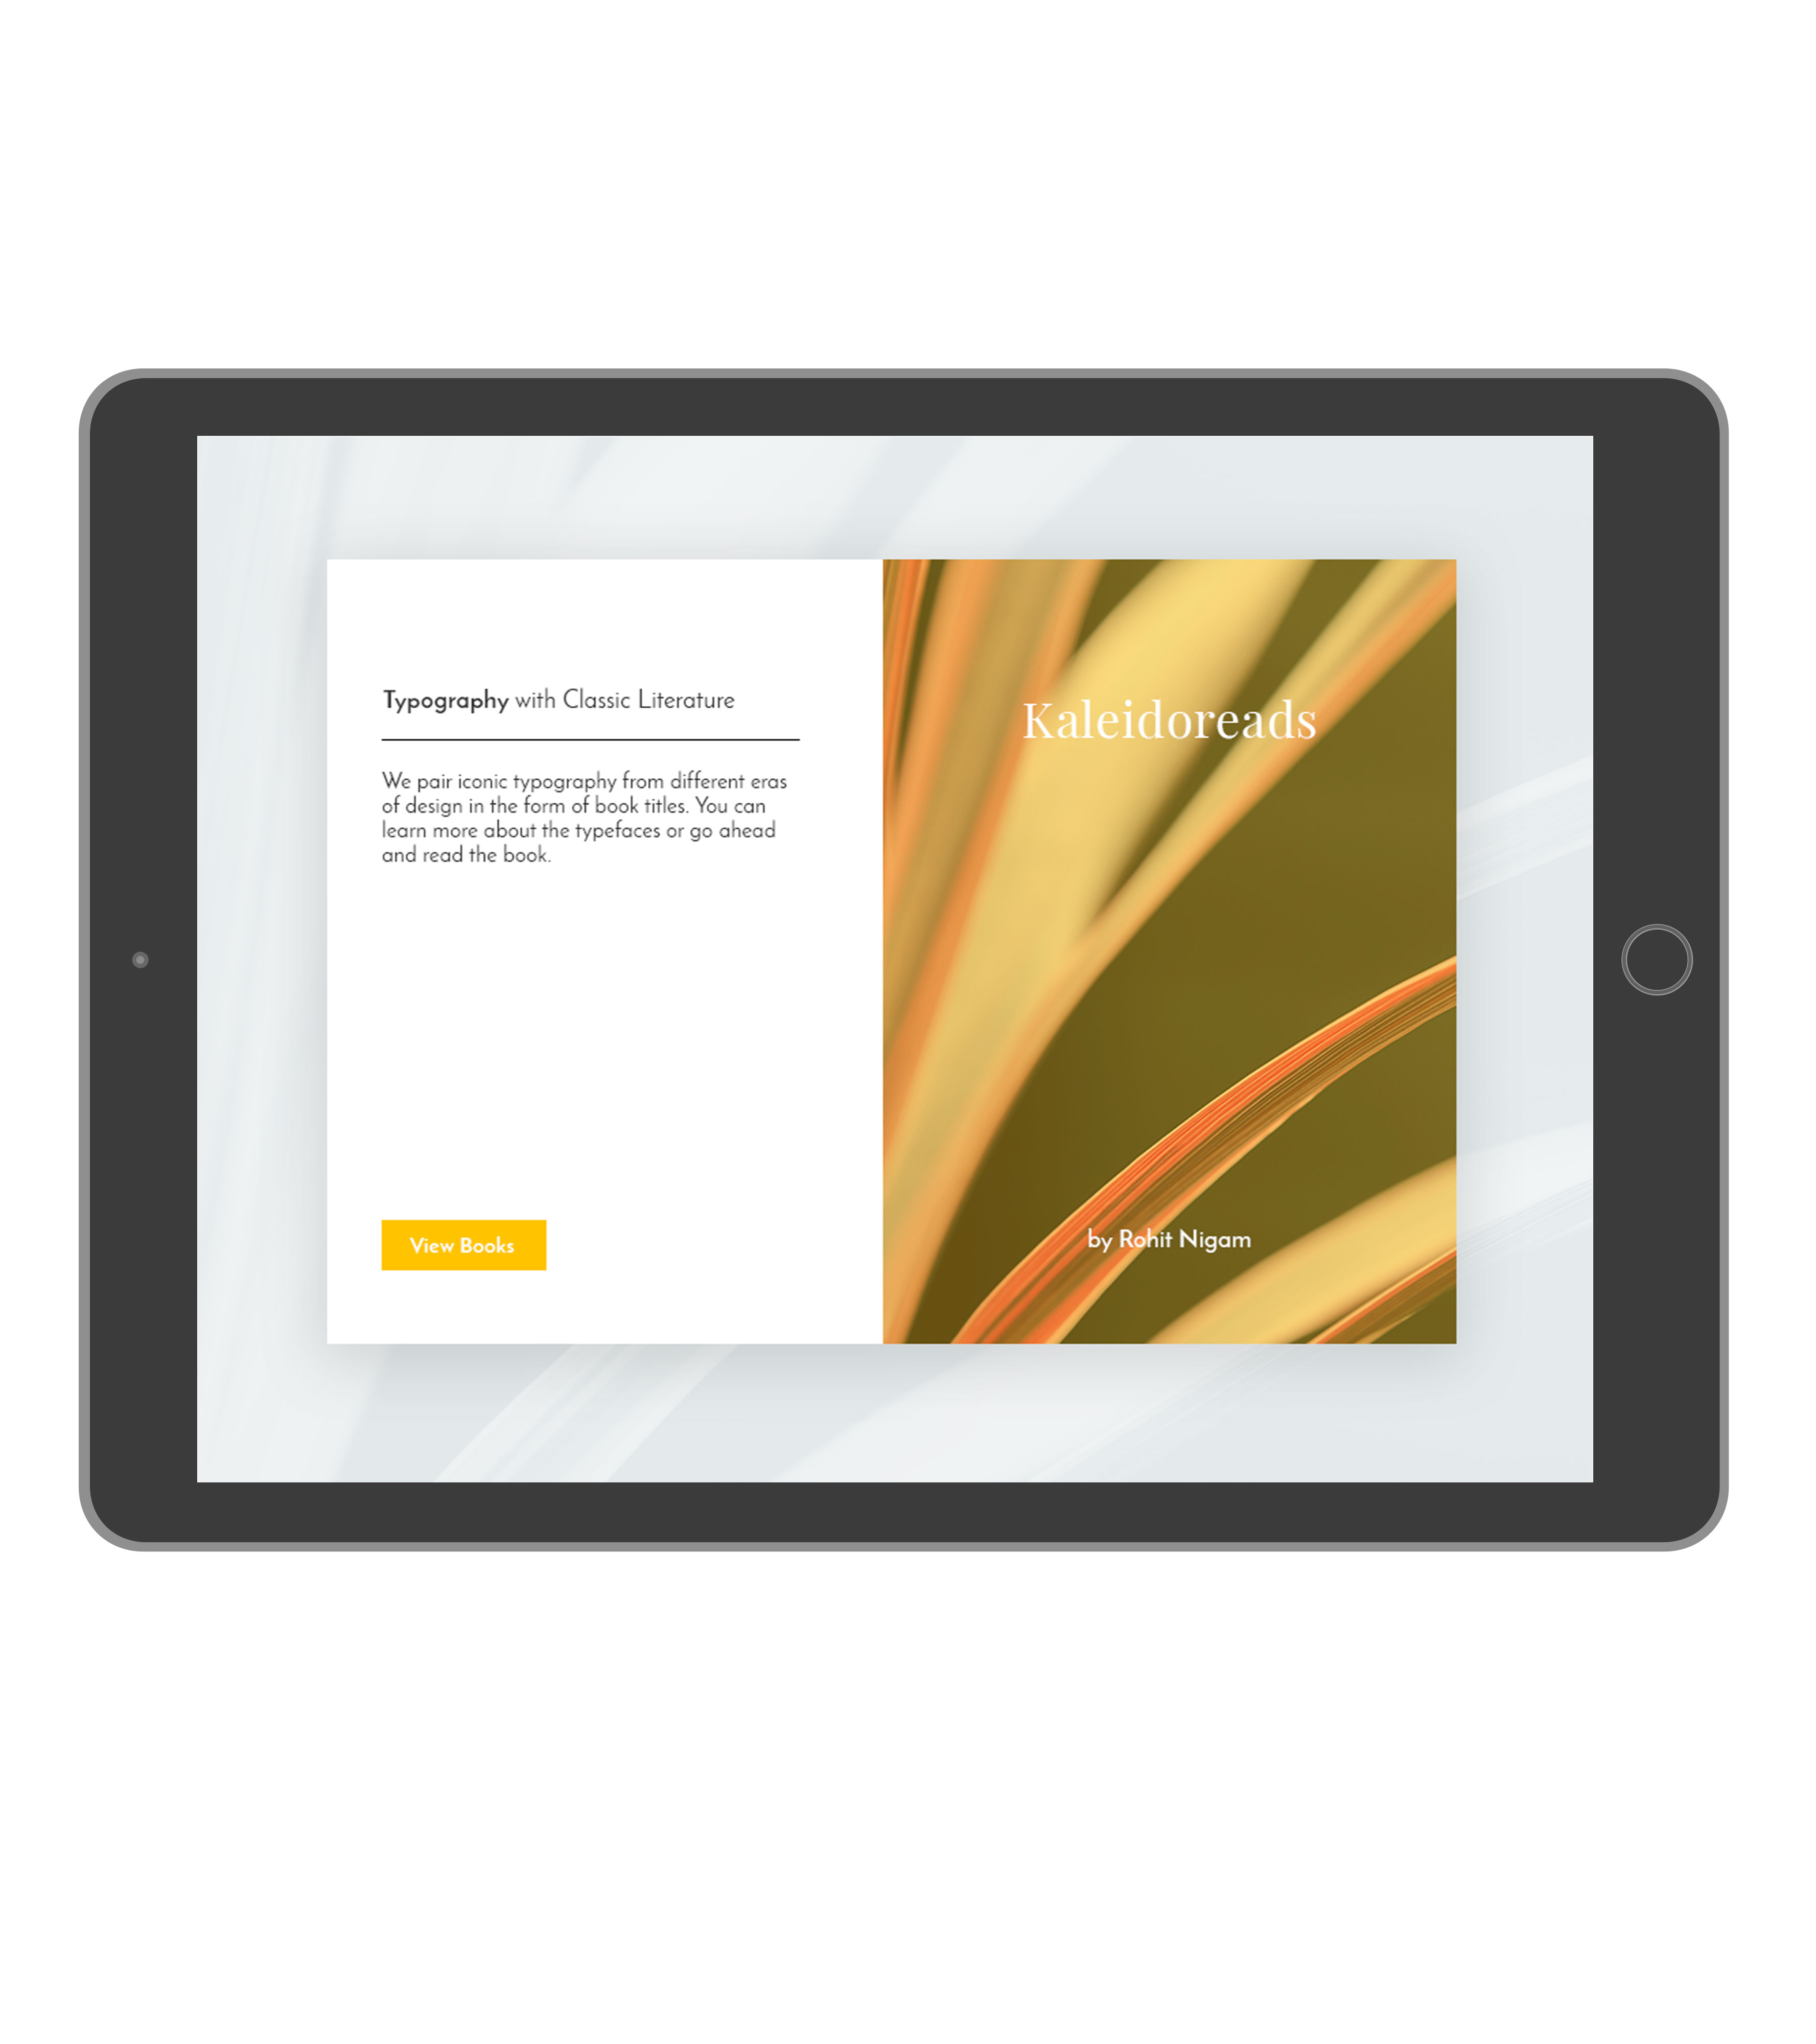 Typography with Classic Literature
We pair iconic typography from different eras
of design in the form of book titles. You can
learn more about the typefaces or go ahead
and read the book.
View Books
Kaleidoreads
by Rohit Nigam